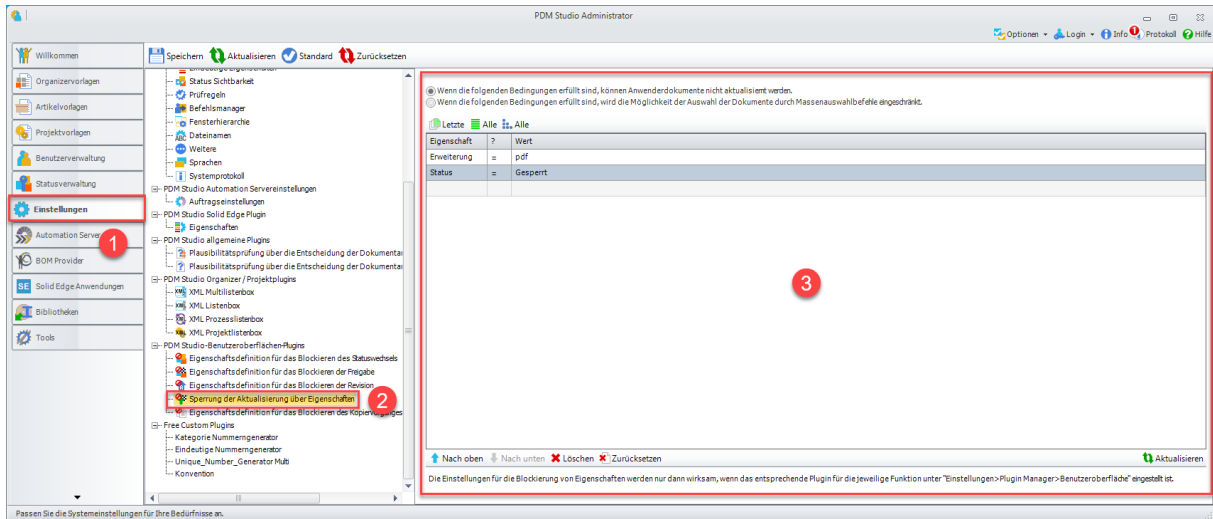 PDM Studio Administrator
Optionen Login Info Protokoll Hilfe
Speichern Aktualisieren Standard Zurücksetzen
Willkommen
Organizervorlagen
Artikelvorlagen
Projektvorlagen
Benutzerverwaltung
Statusverwaltung
Einstellungen
1
Automation Server
BOM Provider
Solid Edge Anwendungen
Bibliotheken
Tools
Status Sichtbarkeit
Prüfregeln
Befehlsmanager
Fensterhierarchie
Dateinamen
Weitere
Sprachen
Systemprotokoll
PDM Studio Automation Servereinstellungen
Auftragseinstellungen
PDM Studio Solid Edge Plugin
Eigenschaften
PDM Studio allgemeine Plugins
Plausibilitätsprüfung über die Entscheidung der Dokumentar
Plausibilitätsprüfung über die Entscheidung der Dokumentar
PDM Studio Organizer / Projektplugins
XML Multilistenbox
XML Listenbox
XML Prozesslistenbox
XML Projektlistenbox
PDM Studio-Benutzeroberflächen-Plugins
Eigenschaftsdefinition für das Blockieren des Statuswechsels
Eigenschaftsdefinition für das Blockieren der Freigabe
Eigenschaftsdefinition für das Blockieren der Revision
Sperrung der Aktualisierung über Eigenschaften
2
Eigenschaftsdefinition für das Blockieren des
Free Custom Plugins
Kategorie Nummerngenerator
Eindeutige Nummerngenerator
Unique_Number_Generator Multi
Konvention
Wenn die folgenden Bedingungen erfüllt sind, können Anwenderdokumente nicht aktualisiemt werden.
Wenn die folgenden Bedingungen erfüllt sind, wird die Möglichkeit der Auswahl der Dokumente durch Massenauswahlbefehle eingeschränkt.
Letzte Alle Alle
Eigenschaft ? Wert
Erweiterung = pdf
Status = Gesperrt
3
Nach oben Nach unten Löschen Zurücksetzen Aktualisieren
Die Einstellungen für die Blockierung von Eigenschaften werden nur dann wirksam, wenn das entsprechende Plugin für die jeweilige Funktion unter "Einstellungen>Plugin Manager>Benutzeroberfläche" eingestellt ist.
Passen Sie die Systemeinstellungen für Ihre Bedürfnisse an.